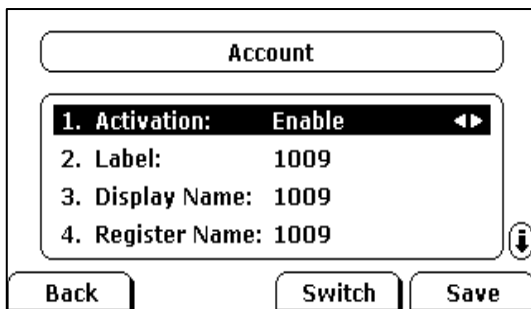 Account
1. Activation: Enable
2. Label: 1009
3. Display Name: 1009
4. Register Name: 1009
Back Switch Save